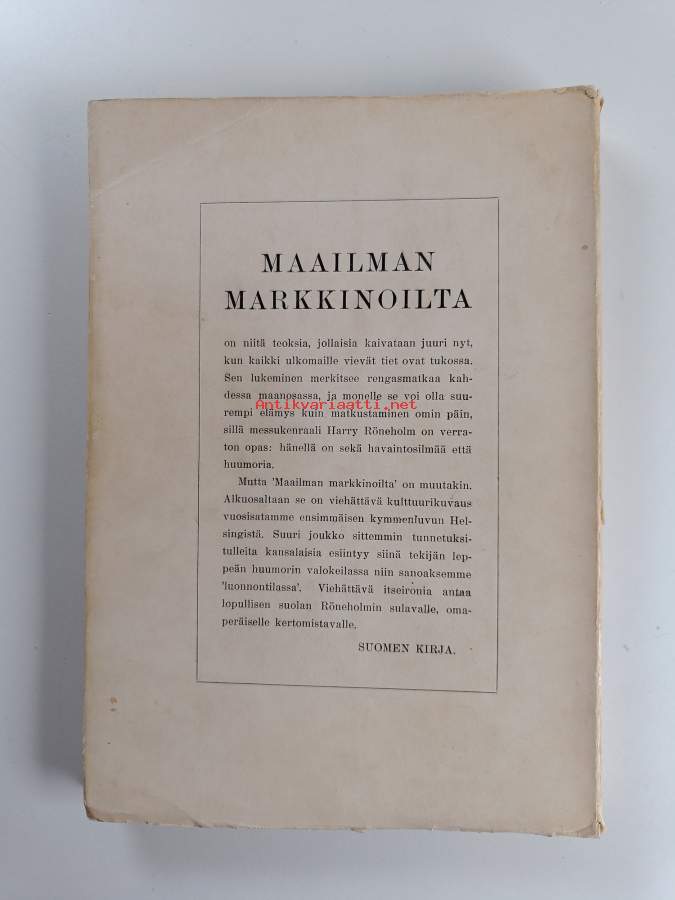 MAAILMAN
MARKKINOILTA
on niitä teoksia, jollaisia kaivataan juuri nyt,
kun kaikki ulkomaille vievät tiet ovat tukossa.
Sen lukeminen merkitsee rengasmatkaa kah-
dessa maanosassa, ja monelle se voi olla suu-
Antikvariaatti.net
rempi elämys kuin matkustaminen omin päin,
sillä messukenraali Harry Röneholm on verra-
ton opas: hänellä on sekä havaintosilmää että
huumoria.
Mutta 'Maailman markkinoilta' on muutakin.
Alkuosaltaan se on viehättävä kulttuurikuvaus
vuosisatamme ensimmäisen kymmenluvun Hel-
singistä. Suuri joukko sittemmin tunnetuksi-
tulleita kansalaisia esiintyy siinä tekijän lep-
peän huumorin valokeilassa niin sanoaksemme
'luonnontilassa'. Viehättävä itseironia antaa
lopullisen suolan Röneholmin sulavalle, oma-
peräiselle kertomistavalle.
SUOMEN KIRJA.